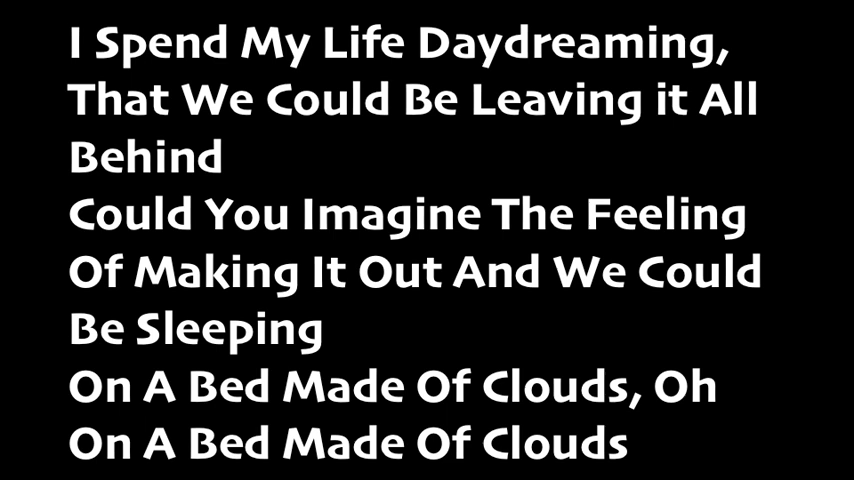 I Spend My Life Daydreaming,
That We Could Be Leaving it All
Behind
Could You Imagine The Feeling
Of Making It Out And We Could
Be Sleeping
On A Bed Made Of Clouds, Oh
On A Bed Made Of Clouds